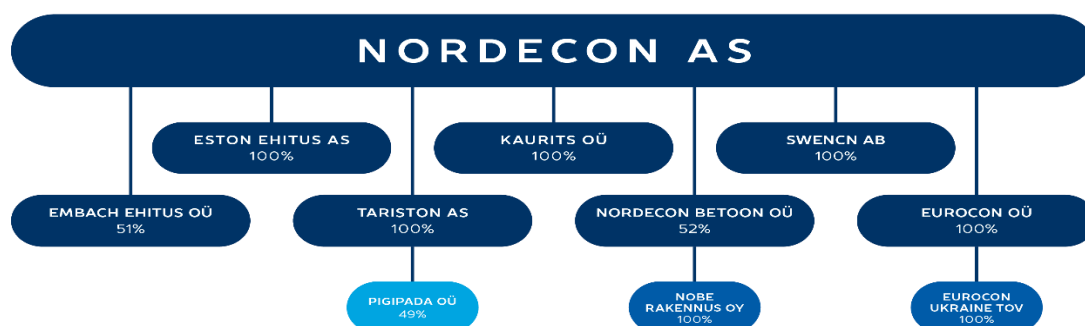 NORDECON AS
ESTON EHITUS AS
100%
KAURITS OÜ
100%
SWENCN AB
100%
EMBACH EHITUS OÜ
51%
TARISTON AS
100%
NORDECON BETOON OÜ
52%
EUROCON OÜ
100%
PIGIPADA OÜ
49%
NOBE
RAKENNUS OY
100%
EUROCON
UKRAINE TOV
100%